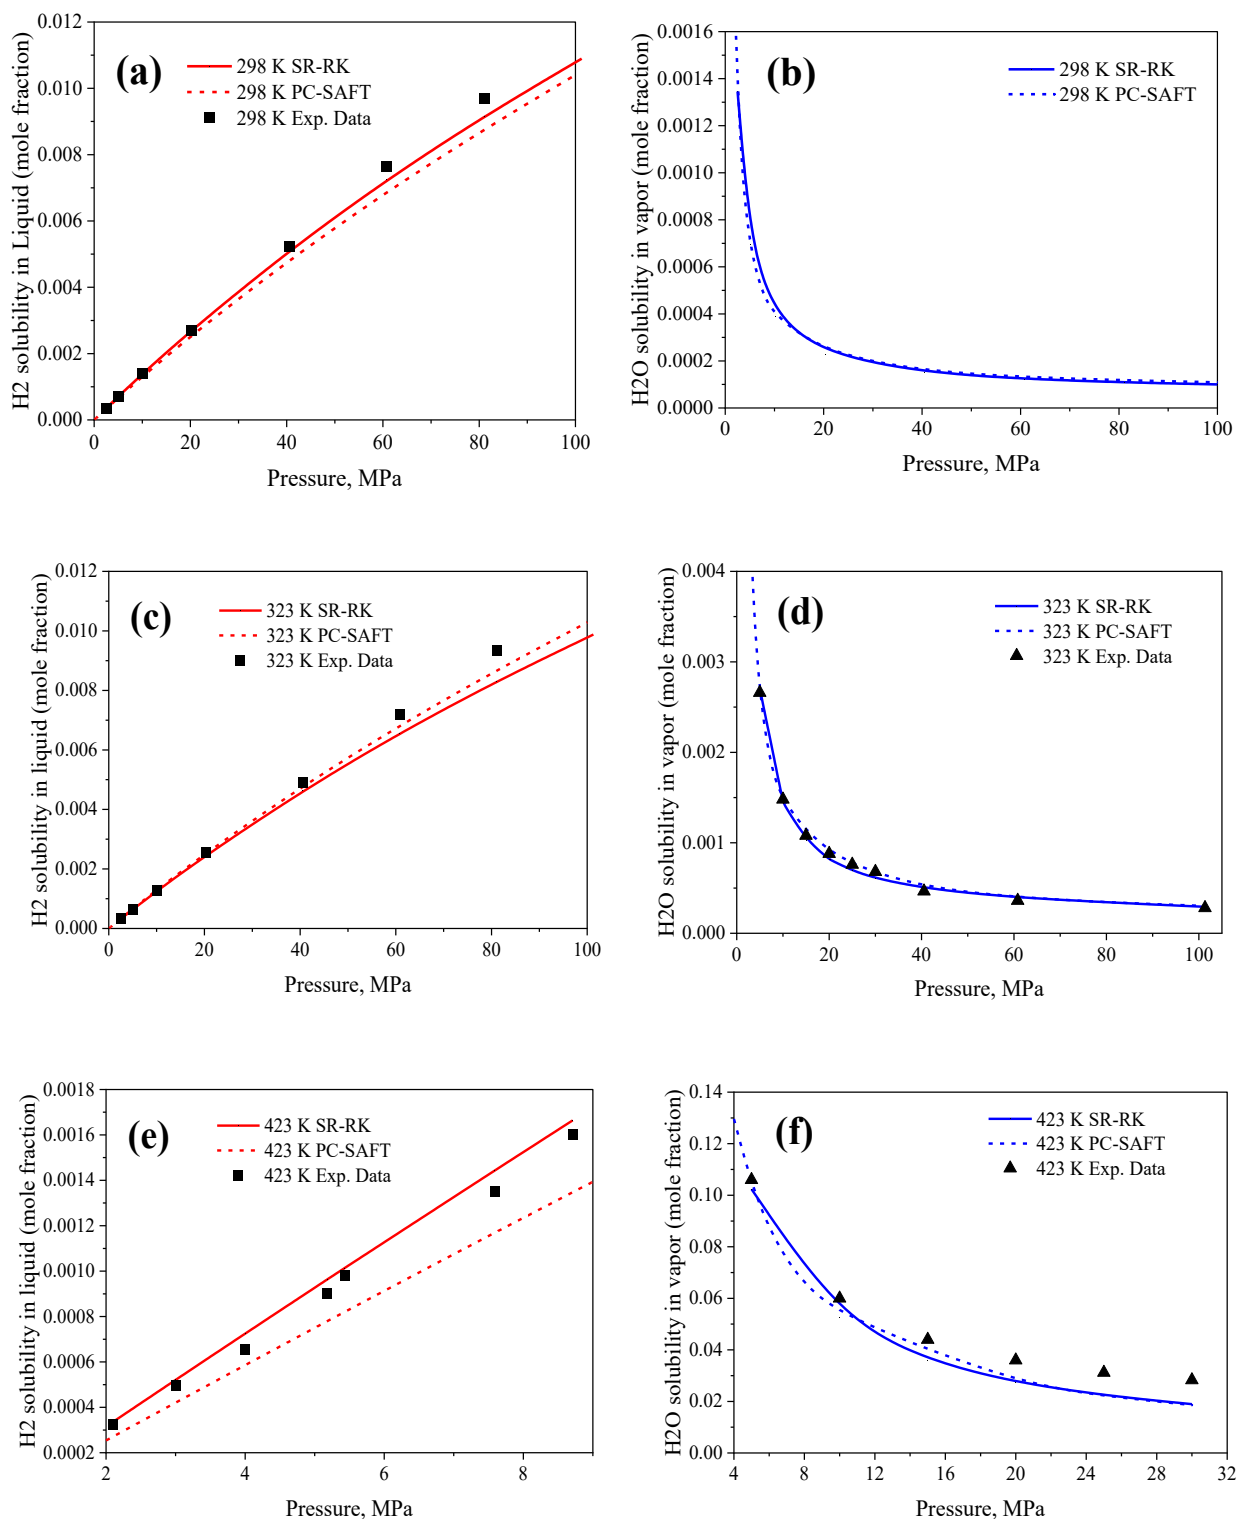 (a)
298 K SR-RK
298 K PC-SAFT
298 K Exp. Data
H2 solubility in Liquid (mole fraction)
0.012
0.010
0.008
0.006
0.004
0.002
0.000
0 20 40 60 80 100
Pressure, MPa
(b)
298 K SR-RK
298 K PC-SAFT
H2O solubility in vapor (mole fraction)
0.0016
0.0014
0.0012
0.0010
0.0008
0.0006
0.0004
0.0002
0.0000
0 20 40 60 80 100
Pressure, MPa
(c)
323 K SR-RK
323 K PC-SAFT
323 K Exp. Data
H2 solubility in liquid (mole fraction)
0.012
0.010
0.008
0.006
0.004
0.002
0.000
0 20 40 60 80 100
Pressure, MPa
(d)
323 K SR-RK
323 K PC-SAFT
323 K Exp. Data
H2O solubility in vapor (mole fraction)
0.004
0.003
0.002
0.001
0.000
0 20 40 60 80 100
Pressure, MPa
(e)
423 K SR-RK
423 K PC-SAFT
423 K Exp. Data
H2 solubility in liquid (mole fraction)
0.0018
0.0016
0.0014
0.0012
0.0010
0.0008
0.0006
0.0004
0.0002
2 4 6 8
Pressure, MPa
(f)
423 K SR-RK
423 K PC-SAFT
423 K Exp. Data
H2O solubility in vapor (mole fraction)
0.14
0.12
0.10
0.08
0.06
0.04
0.02
0.00
4 8 12 16 20 24 28 32
Pressure, MPa